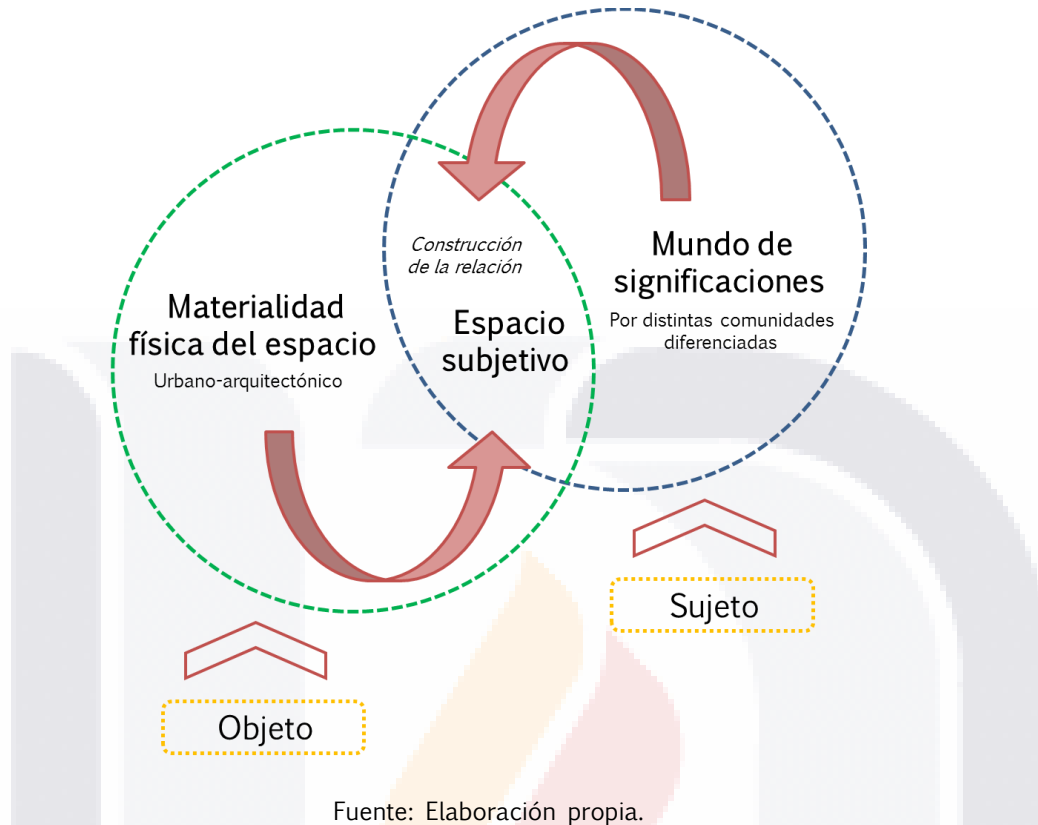 Construcción
de la relación
Mundo de
significaciones
Por distintas comunidades
diferenciadas
Materialidad
física del espacio
Urbano-arquitectónico
Espacio
subjetivo
Sujeto
Objeto
Fuente: Elaboración propia.